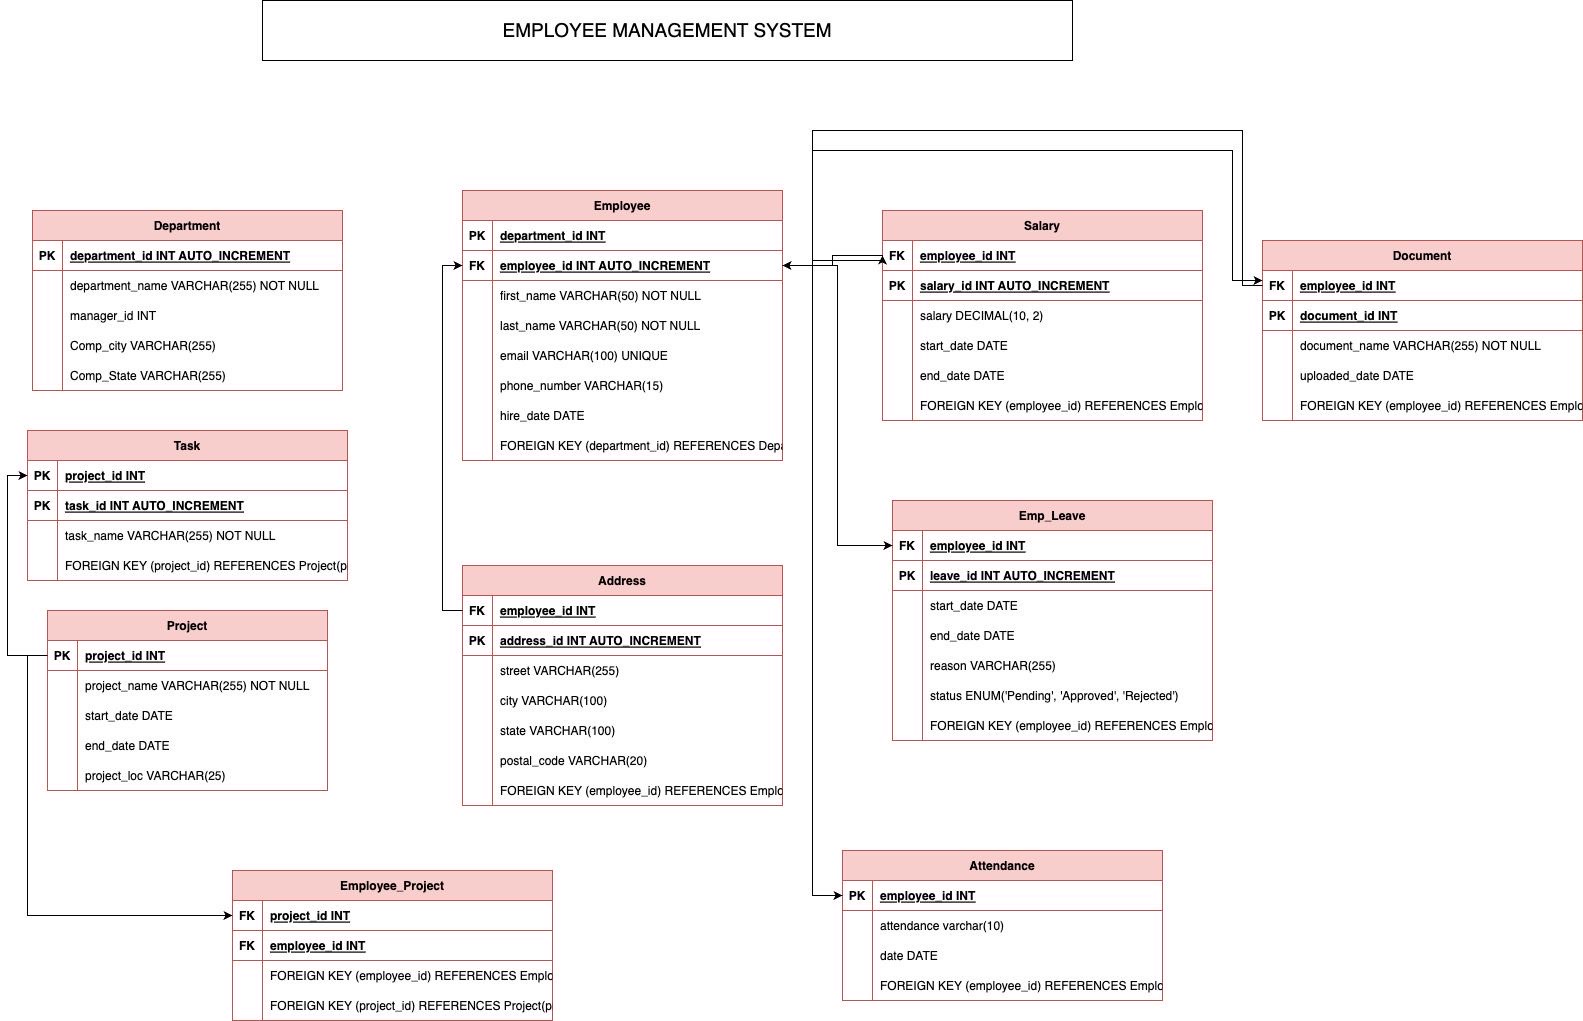 EMPLOYEE MANAGEMENT SYSTEM
Department
PK department_id INT AUTO_INCREMENT
department_name VARCHAR(255) NOT NULL
manager_id INT
Comp_city VARCHAR(255)
Comp_State VARCHAR(255)
Employee
PK department_id INT
FK employee_id INT AUTO_INCREMENT
first_name VARCHAR(50) NOT NULL
last_name VARCHAR(50) NOT NULL
email VARCHAR(100) UNIQUE
phone_number VARCHAR(15)
hire_date DATE
FOREIGN KEY (department_id) REFERENCES Depa
Salary
FK employee_id INT
PK salary_id INT AUTO_INCREMENT
salary DECIMAL(10, 2)
start_date DATE
end_date DATE
FOREIGN KEY (employee_id) REFERENCES Emplo
Document
FK employee_id INT
PK document_id INT
document_name VARCHAR(255) NOT NULL
uploaded_date DATE
FOREIGN KEY (employee_id) REFERENCES Emplo
Task
PK project_id INT
PK task_id INT AUTO_INCREMENT
task_name VARCHAR(255) NOT NULL
FOREIGN KEY (project_id) REFERENCES Project(p
Project
PK project_id INT
project_name VARCHAR(255) NOT NULL
start_date DATE
end_date DATE
project_loc VARCHAR(25)
Address
FK employee_id INT
PK address_id INT AUTO_INCREMENT
street VARCHAR(255)
city VARCHAR(100)
state VARCHAR(100)
postal_code VARCHAR(20)
FOREIGN KEY (employee_id) REFERENCES Emplo
Emp_Leave
FK employee_id INT
PK leave_id INT AUTO_INCREMENT
start_date DATE
end_date DATE
reason VARCHAR(255)
status ENUM('Pending', 'Approved', 'Rejected')
FOREIGN KEY (employee_id) REFERENCES Emplo
Employee_Project
FK project_id INT
FK employee_id INT
FOREIGN KEY (employee_id) REFERENCES Emplo
FOREIGN KEY (project_id) REFERENCES Project(p
Attendance
PK employee_id INT
attendance varchar(10)
date DATE
FOREIGN KEY (employee_id) REFERENCES Emplo